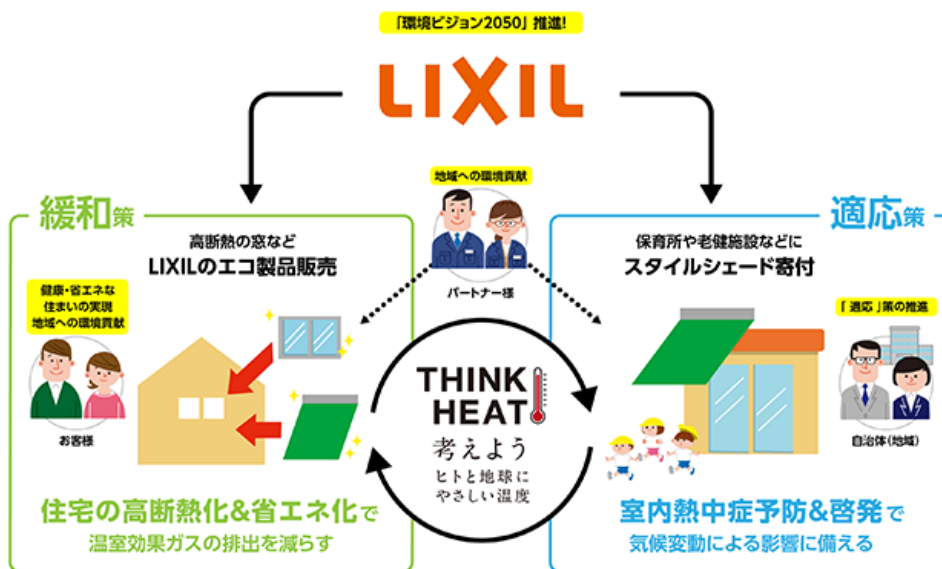 「環境ビジョン2050」推進!
LIXIL
地域への環境貢献
パートナー様
緩和策
高断熱の窓など
LIXILのエコ製品販売
健康・省エネな
住まいの実現
地域への環境貢献
お客様
住宅の高断熱化&省エネ化で
温室効果ガスの排出を減らす
THINK
HEAT
考えよう
ヒトと地球に
やさしい温度
適応策
保育所や老健施設などに
スタイルシェード寄付
「適応」策の推進
自治体(地域)
室内熱中症予防&啓発で
気候変動による影響に備える